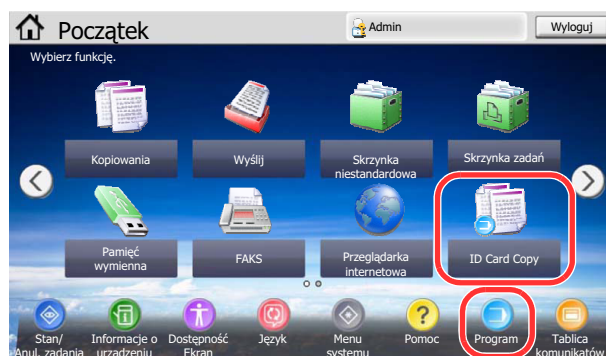 Początek
Admin
Wyloguj
Wybierz funkcję.
Kopiowania
Wyślij
Skrzynka
niestandardowa
Skrzynka zadań
Pamięć
wymienna
FAKS
Przeglądarka
internetowa
ID Card Copy
Stan/
Anul. zadania
Informacje o
urządzeniu
Dostępność
Ekran
Język
Menu
systemu
Pomoc
Program
Tablica
komunikatów